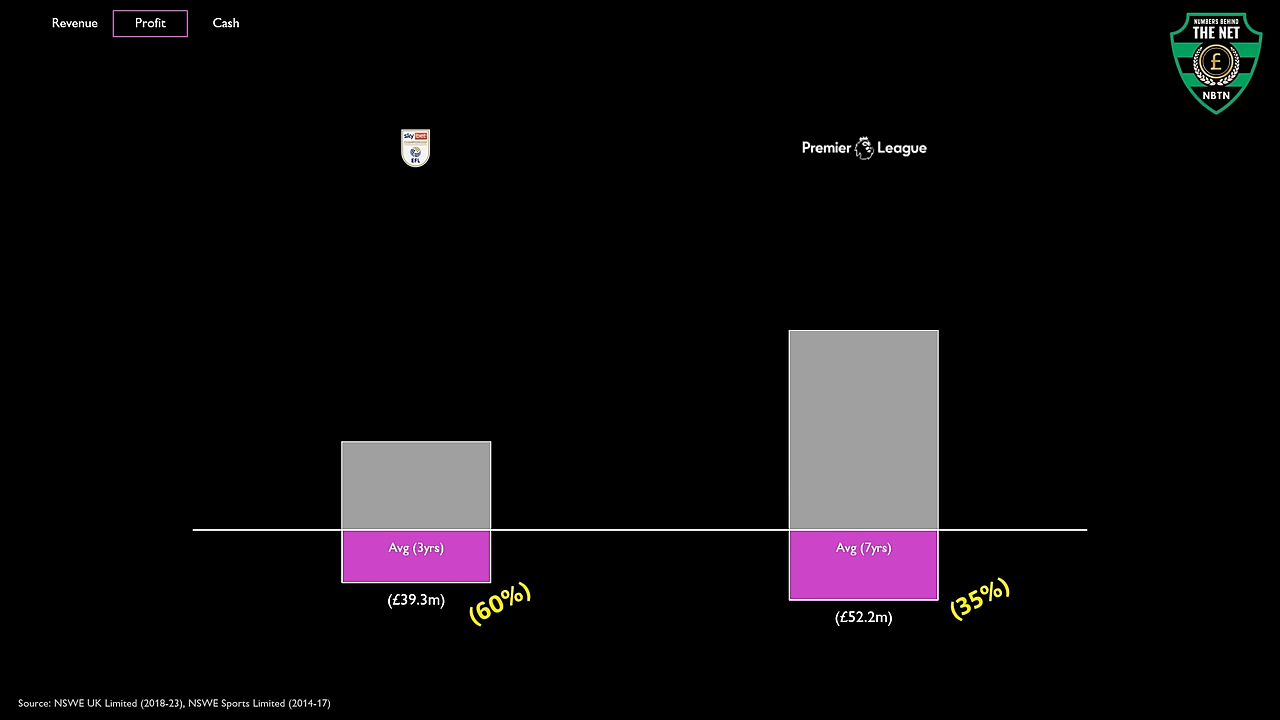 Revenue
Profit
Cash
NUMBERS BEHIND
THE NET
£
NBTN
sky bet
EFL
Premier League
Avg (3yrs)
Avg (7yrs)
(£39.3m)
(60%)
(£52.2m)
(35%)
Source: NSWE UK Limited (2018-23), NSWE Sports Limited (2014-17)